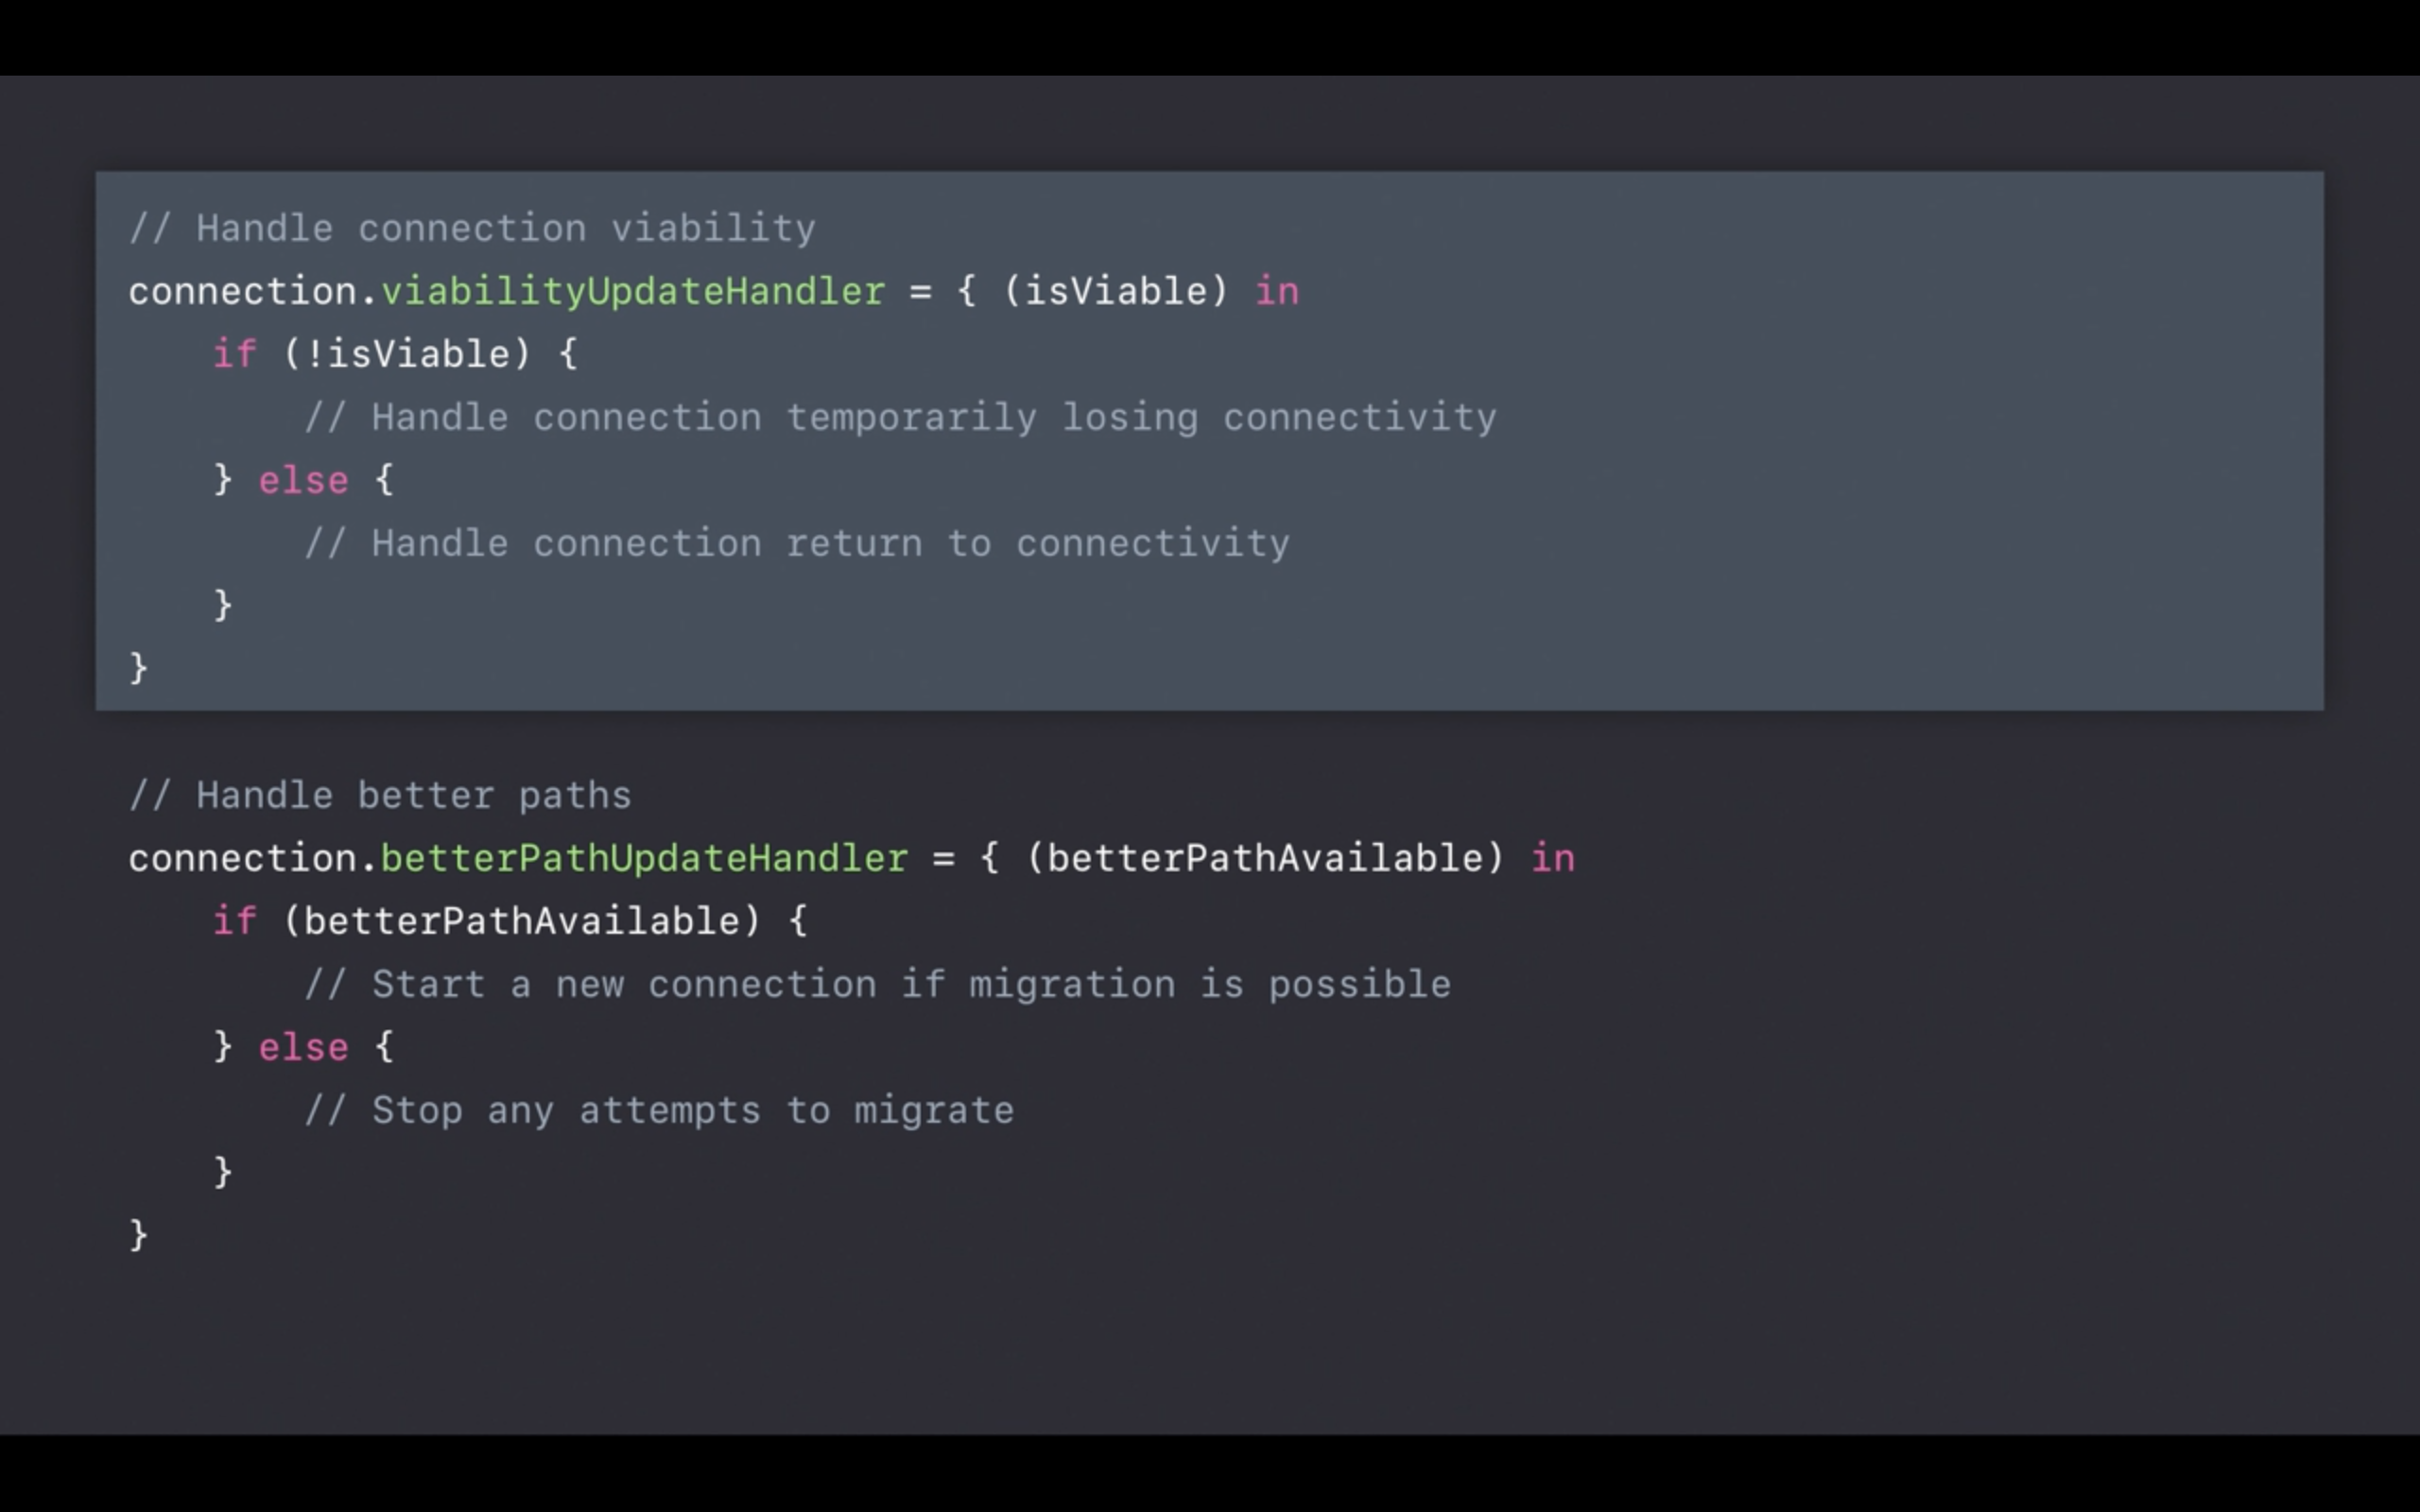 // Handle connection viability
connection.viabilityUpdateHandler = { (isViable) in
    if (!isViable) {
        // Handle connection temporarily losing connectivity
    } else {
        // Handle connection return to connectivity
    }
}
// Handle better paths
connection.betterPathUpdateHandler = { (betterPathAvailable) in
    if (betterPathAvailable) {
        // Start a new connection if migration is possible
    } else {
        // Stop any attempts to migrate
    }
}